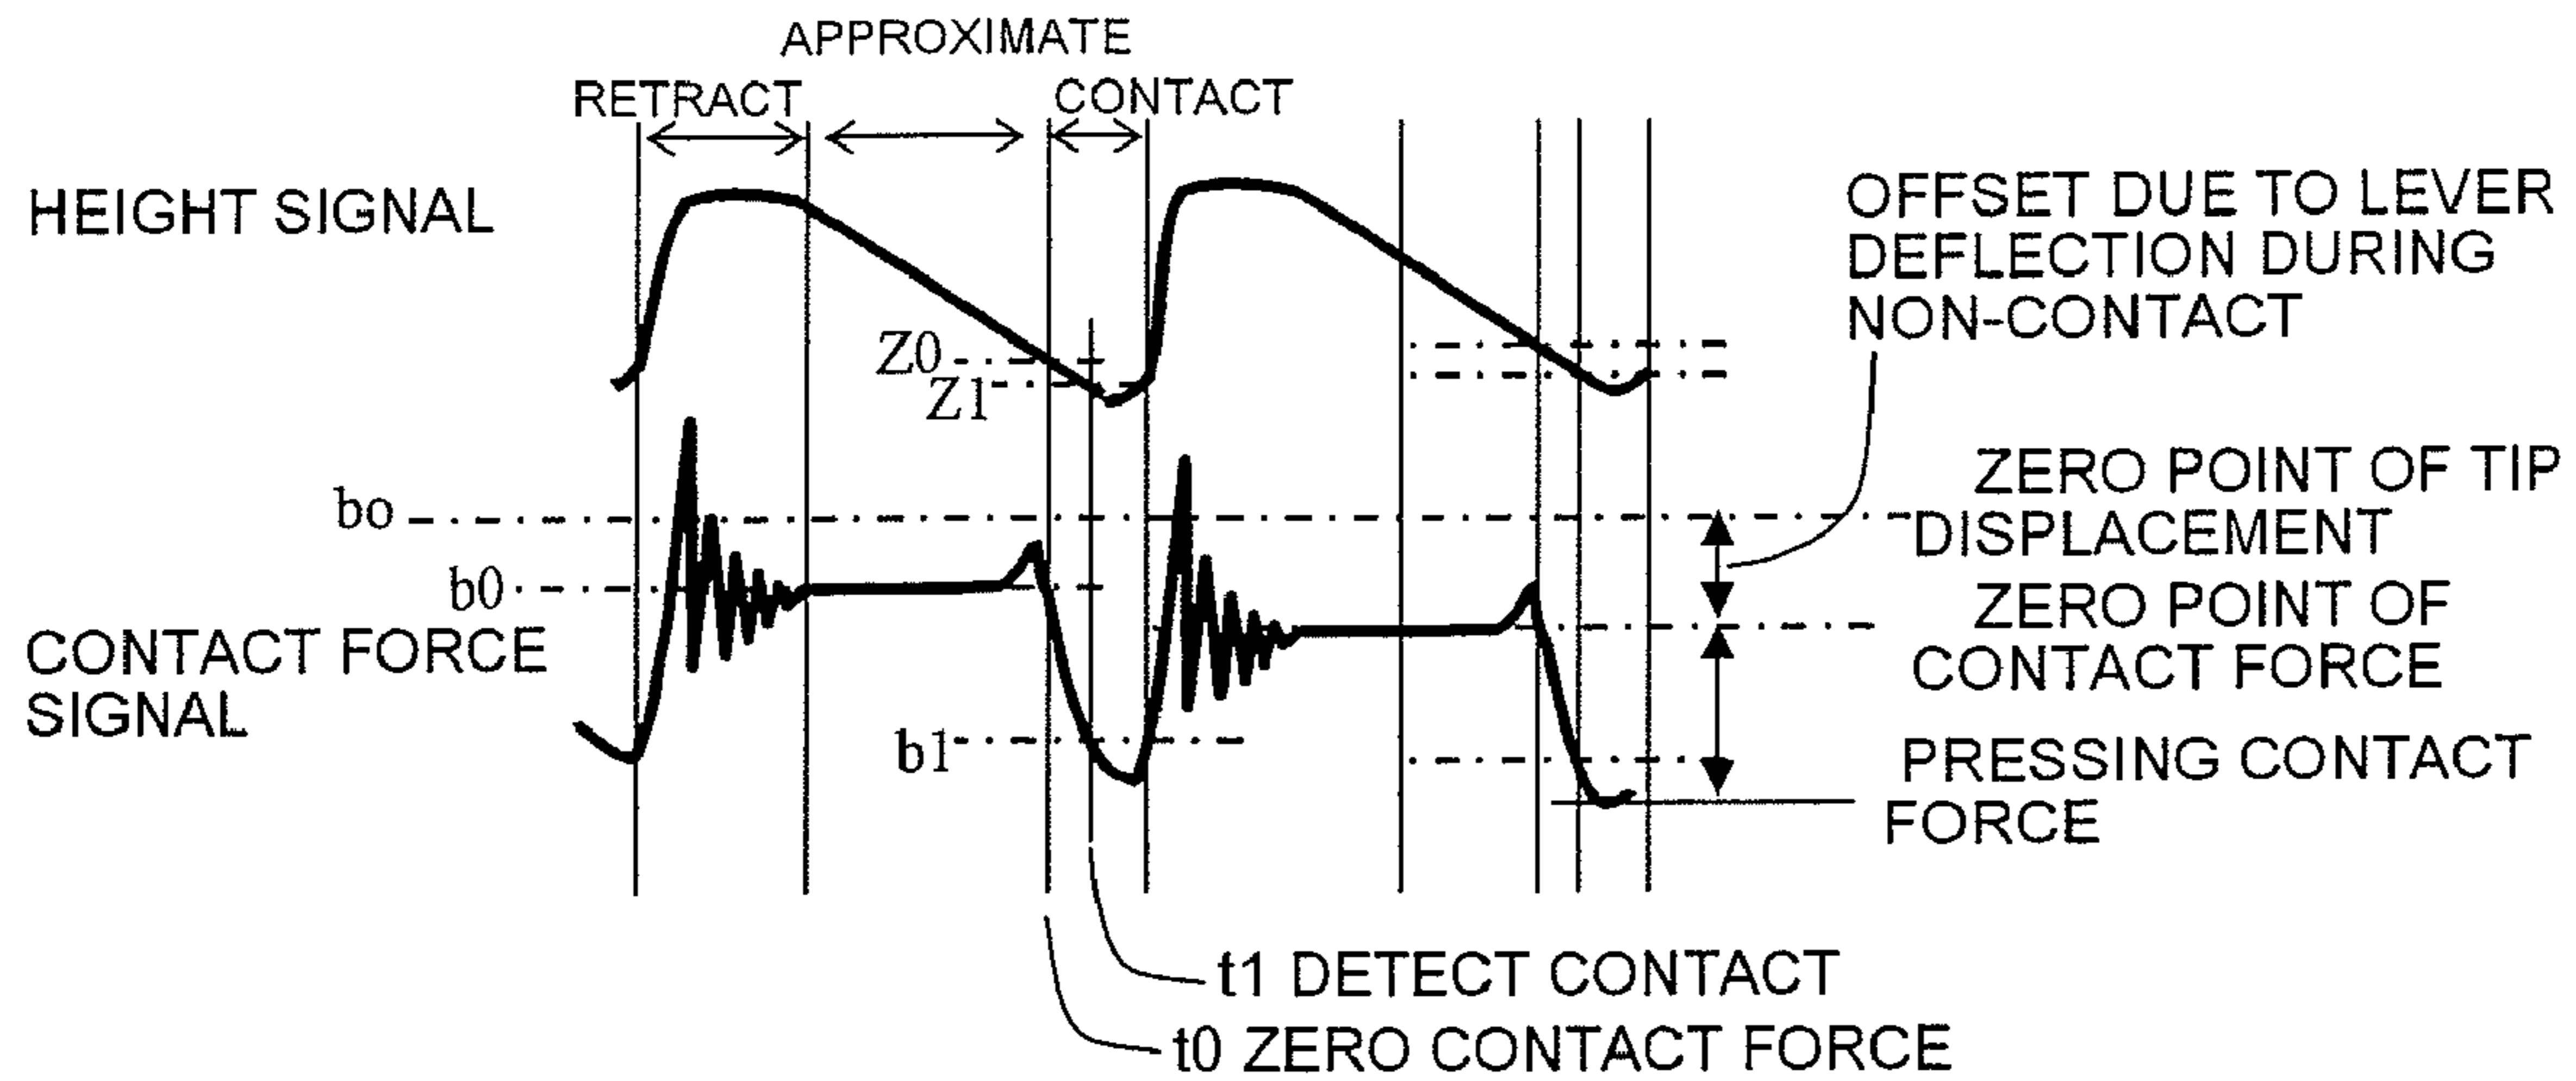 APPROXIMATE
RETRACT
CONTACT
HEIGHT SIGNAL
OFFSET DUE TO LEVER
DEFLECTION DURING
NON-CONTACT
Z0
Z1
ZERO POINT OF TIP
DISPLACEMENT
bo
b0
ZERO POINT OF
CONTACT FORCE
CONTACT FORCE
SIGNAL
b1
PRESSING CONTACT
FORCE
t1 DETECT CONTACT
t0 ZERO CONTACT FORCE